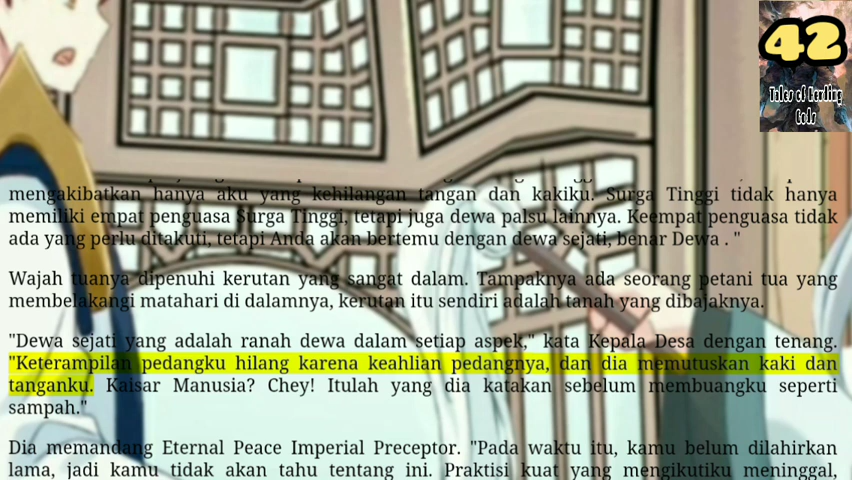 42
Tales of Herding
Gods
mengakibatkan hanya aku yang kehilangan tangan dan kakiku. Surga Tinggi tidak hanya
memiliki empat penguasa Surga Tinggi, tetapi juga dewa palsu lainnya. Keempat penguasa tidak
ada yang perlu ditakuti, tetapi Anda akan bertemu dengan dewa sejati, benar Dewa . "
Wajah tuanya dipenuhi kerutan yang sangat dalam. Tampaknya ada seorang petani tua yang
membelakangi matahari di dalamnya, kerutan itu sendiri adalah tanah yang dibajaknya.
"Dewa sejati yang adalah ranah dewa dalam setiap aspek," kata Kepala Desa dengan tenang.
"Keterampilan pedangku hilang karena keahlian pedangnya, dan dia memutuskan kaki dan
tanganku. Kaisar Manusia? Chey! Itulah yang dia katakan sebelum membuangku seperti
sampah."
Dia memandang Eternal Peace Imperial Preceptor. "Pada waktu itu, kamu belum dilahirkan
lama, jadi kamu tidak akan tahu tentang ini. Praktisi kuat yang mengikutiku meninggal,